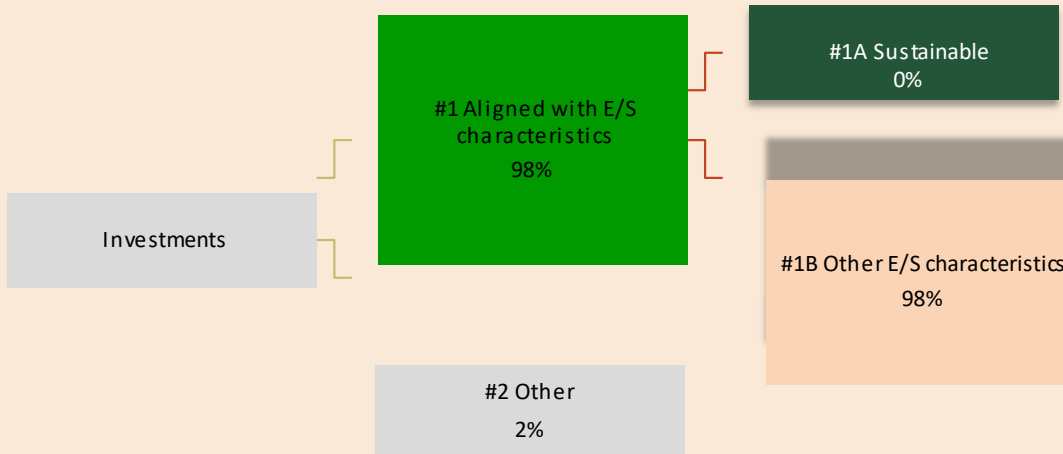 Investments
#1 Aligned with E/S
characteristics
98%
#2 Other
2%
#1A Sustainable
0%
#1B Other E/S characteristics
98%